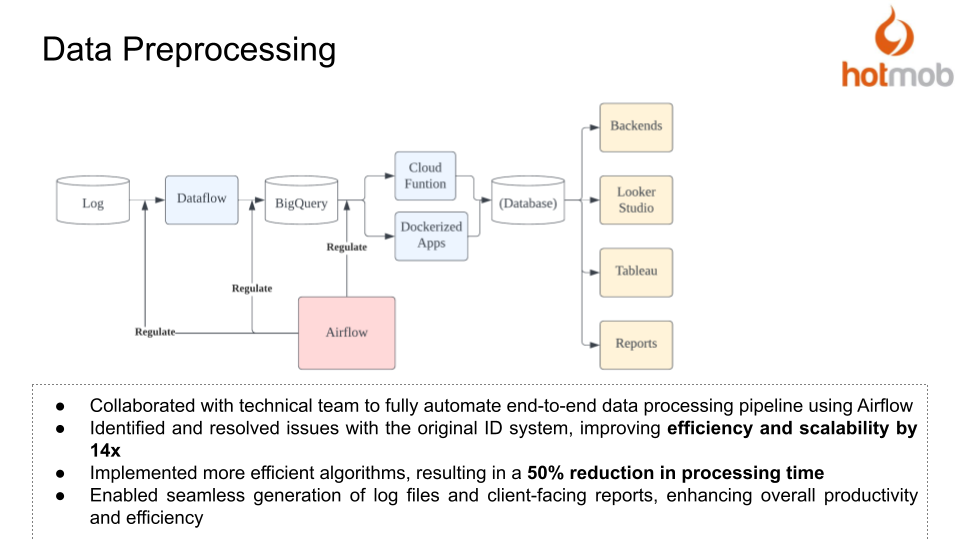 Data Preprocessing
hotmob
Log
Dataflow
BigQuery
Cloud
Funtion
Dockerized
Apps
(Database)
Backends
Looker
Studio
Tableau
Reports
Regulate
Regulate
Regulate
Airflow
● Collaborated with technical team to fully automate end-to-end data processing pipeline using Airflow
● Identified and resolved issues with the original ID system, improving efficiency and scalability by
14x
● Implemented more efficient algorithms, resulting in a 50% reduction in processing time
● Enabled seamless generation of log files and client-facing reports, enhancing overall productivity
and efficiency